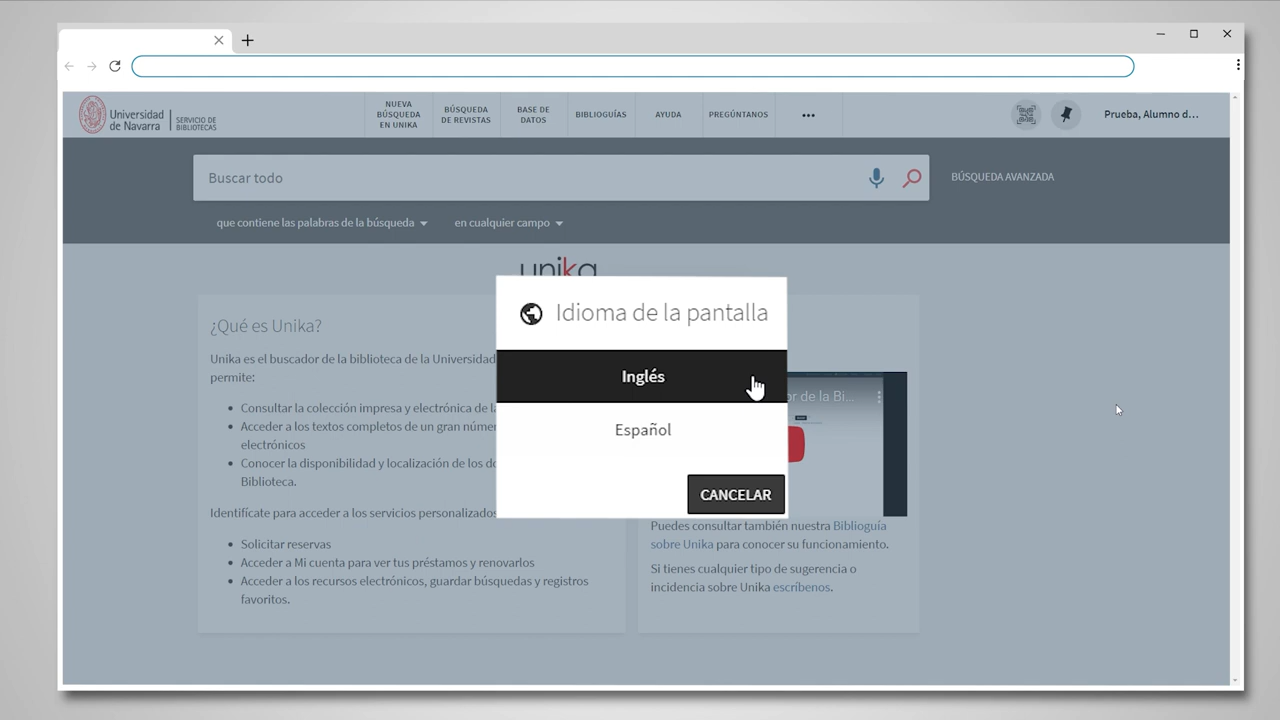 Universidad
de Navarra
SERVICIO DE
BIBLIOTECAS
NUEVA
BÚSQUEDA
EN UNIKA
BÚSQUEDA
DE REVISTAS
BASE DE
DATOS
BIBLIOGUÍAS
AYUDA
PREGÚNTANOS
Prueba, Alumno d...
Buscar todo
BÚSQUEDA AVANZADA
que contiene las palabras de la búsqueda
en cualquier campo
unika
Idioma de la pantalla
Inglés
Español
CANCELAR
¿Qué es Unika?
Unika es el buscador de la biblioteca de la Universidad
permite:
Consultar la colección impresa y electrónica de
Acceder a los textos completos de un gran
electrónicos
Conocer la disponibilidad y localización de los
Biblioteca.
Identifícate para acceder a los servicios personalizados
Solicitar reservas
Acceder a Mi cuenta para ver tus préstamos y renovarlos
Acceder a los recursos electrónicos, guardar búsquedas y registros
favoritos.
de la Bi...
Puedes consultar también nuestra Biblioguía
sobre Unika para conocer su funcionamiento.
Si tienes cualquier tipo de sugerencia o
incidencia sobre Unika escríbenos.